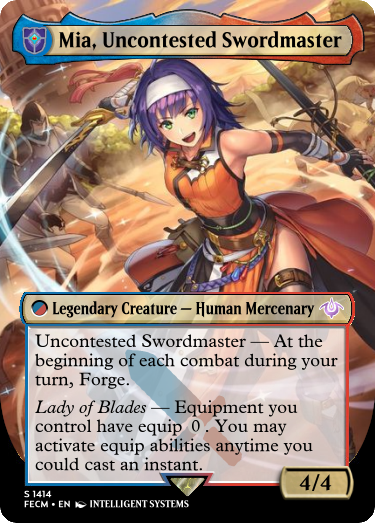 Mia, Uncontested Swordmaster
Legendary Creature — Human Mercenary
Uncontested Swordmaster — At the
beginning of each combat during your
turn, Forge.
Lady of Blades — Equipment you
control have equip 0 . You may
activate equip abilities anytime you
could cast an instant.
4/4
S 1414
FECM • EN INTELLIGENT SYSTEMS